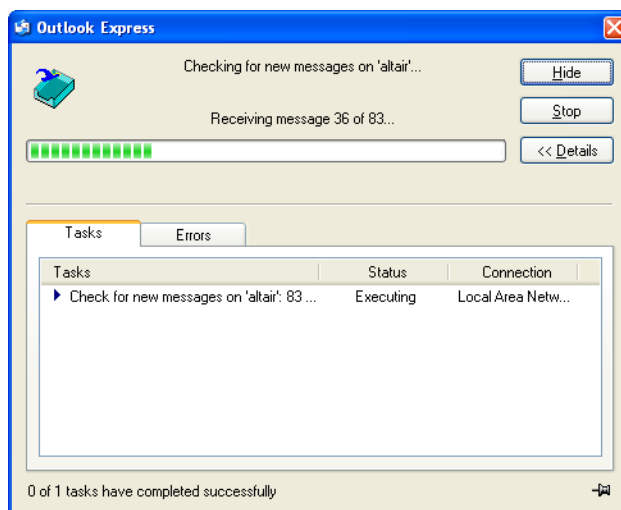 Outlook Express
Checking for new messages on 'altair'...
Hide
Receiving message 36 of 83...
Stop
<< Details
Tasks Errors
Tasks Status Connection
Check for new messages on 'altair': 83 ... Executing Local Area Netw...
0 of 1 tasks have completed successfully